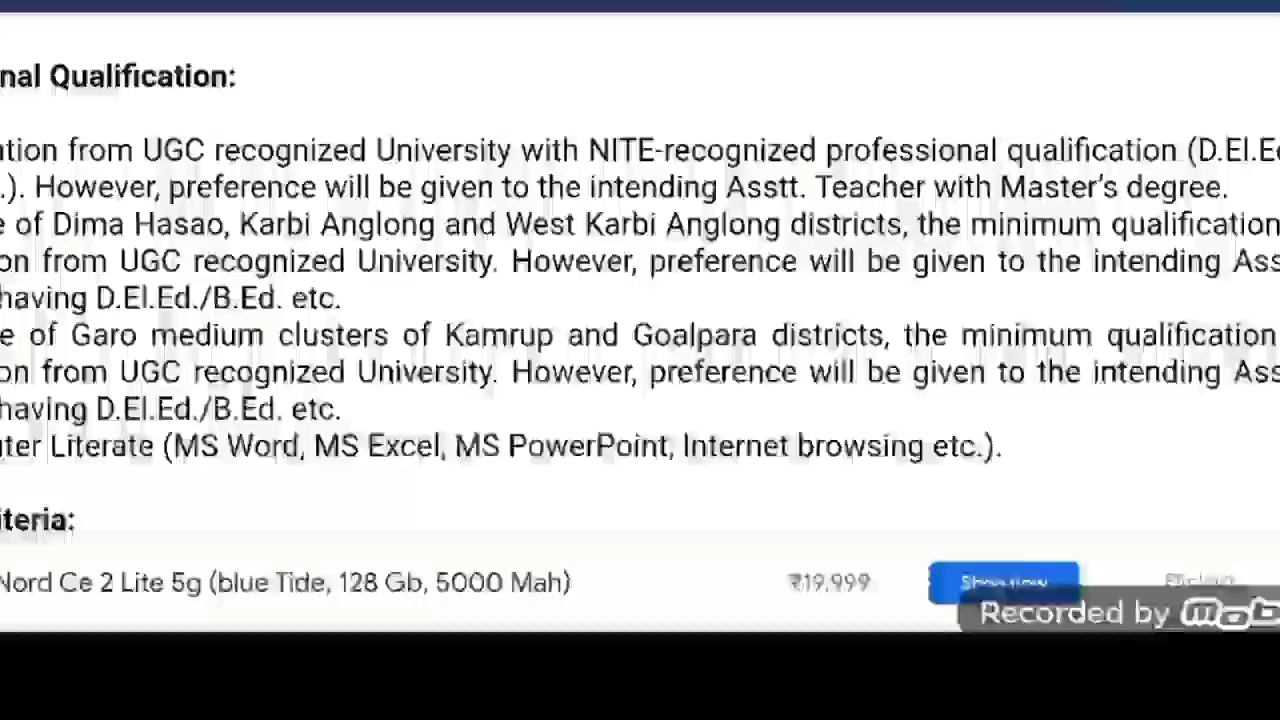 nal Qualification:
ation from UGC recognized University with NITE-recognized professional qualification (D.El.Ed
.). However, preference will be given to the intending Asstt. Teacher with Master's degree.
e of Dima Hasao, Karbi Anglong and West Karbi Anglong districts, the minimum qualification
on from UGC recognized University. However, preference will be given to the intending Ass
having D.El.Ed./B.Ed. etc.
e of Garo medium clusters of Kamrup and Goalpara districts, the minimum qualification
on from UGC recognized University. However, preference will be given to the intending Ass
having D.El.Ed./B.Ed. etc.
ter Literate (MS Word, MS Excel, MS PowerPoint, Internet browsing etc.).
iteria:
Nord Ce 2 Lite 5g (blue Tide, 128 Gb, 5000 Mah) ₹19,999
Recorded by mob